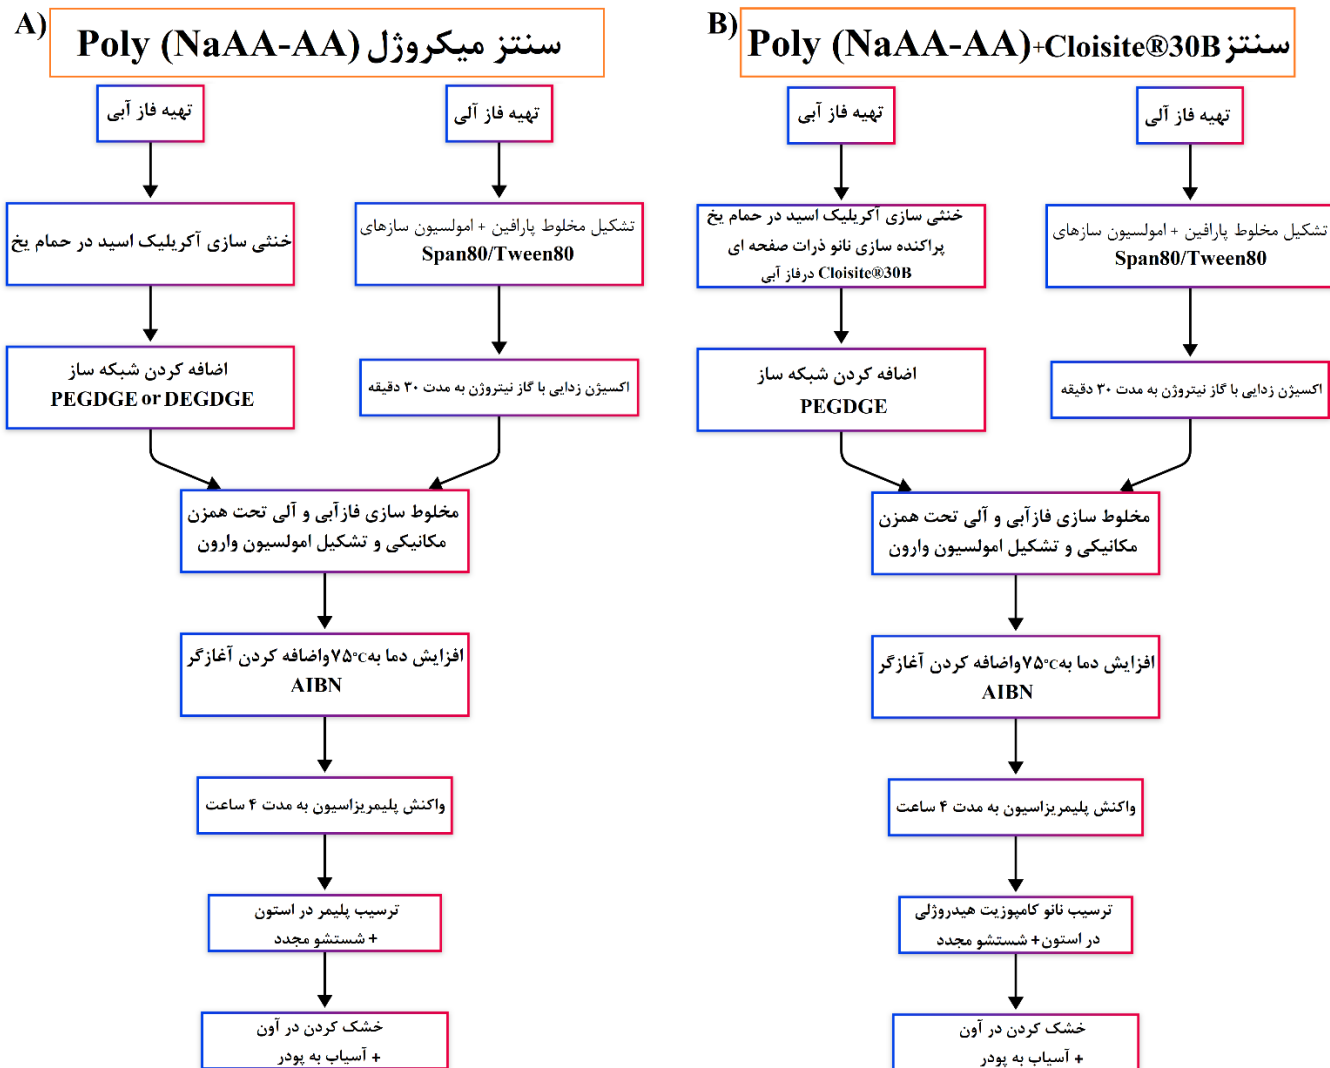 A)
سنتز میکروژل Poly (NaAA-AA)
تهیه فاز آبی
تهیه فاز آلی
خنثی سازی آکریلیک اسید در حمام یخ
تشکیل مخلوط پارافین + امولسیون سازهای
Span80/Tween80
اضافه کردن شبکه ساز
PEGDGE or DEGDGE
اکسیژن زدایی با گاز نیتروژن به مدت ۳۰ دقیقه
مخلوط سازی فازآبی و آلی تحت همزن
مکانیکی و تشکیل امولسیون وارون
افزایش دما به ۷۵°C واضافه کردن آغازگر
AIBN
واکنش پلیمریزاسیون به مدت ۴ ساعت
ترسیب پلیمر در استون
+ شستشو مجدد
خشک کردن در آون
+ آسیاب به پودر
B)
سنتز Poly (NaAA-AA)+Cloisite®30B
تهیه فاز آبی
تهیه فاز آلی
خنثی سازی آکریلیک اسید در حمام یخ
پراکنده سازی نانو ذرات صفحه ای
Cloisite®30B درفاز آبی
تشکیل مخلوط پارافین + امولسیون سازهای
Span80/Tween80
اضافه کردن شبکه ساز
PEGDGE
اکسیژن زدایی با گاز نیتروژن به مدت ۳۰ دقیقه
مخلوط سازی فازآبی و آلی تحت همزن
مکانیکی و تشکیل امولسیون وارون
افزایش دما به ۷۵°C واضافه کردن آغازگر
AIBN
واکنش پلیمریزاسیون به مدت ۴ ساعت
ترسیب نانو کامپوزیت هیدروژلی
در استون+ شستشو مجدد
خشک کردن در آون
+ آسیاب به پودر